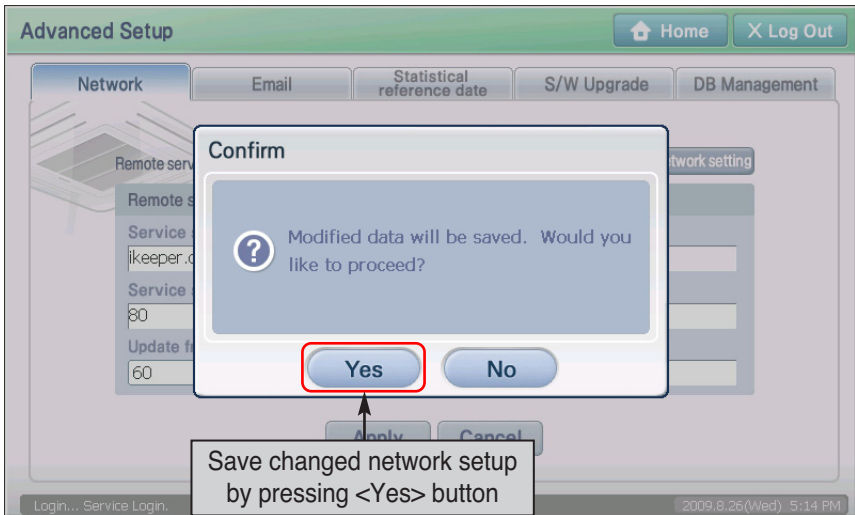 Advanced Setup
Home
X Log Out
Network
Email
Statistical
reference date
S/W Upgrade
DB Management
Remote serv
twork setting
Confirm
Remote s
Service
ikeeper.c
Service
80
Update fr
60
Modified data will be saved. Would you
like to proceed?
Yes
No
Apply
Cancel
Save changed network setup
by pressing <Yes> button
Login... Service Login.
2009.8.26(Wed) 5:14 PM